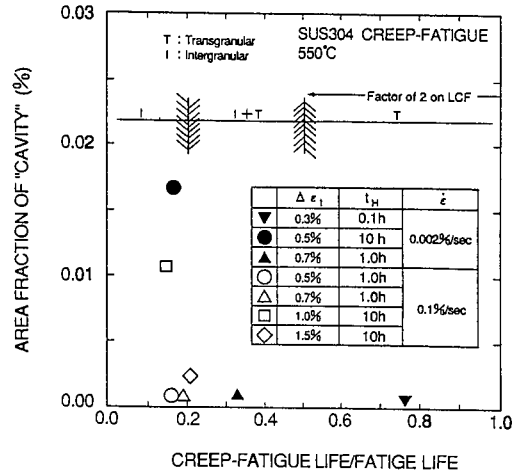 T : Transgranular
I : Intergranular
SUS304 CREEP-FATIGUE
550℃
Factor of 2 on LCF
I
I+T
T
AREA FRACTION OF "CAVITY" (%)
0.03
0.02
0.01
0.00
Δ ε t
t H
ε̇
▼ 0.3% 0.1h
● 0.5% 10 h
▲ 0.7% 1.0h
0.002%/sec
○ 0.5% 1.0h
△ 0.7% 1.0h
□ 1.0% 10h
◇ 1.5% 10h
0.1%/sec
0.0 0.2 0.4 0.6 0.8 1.0
CREEP-FATIGUE LIFE/FATIGE LIFE